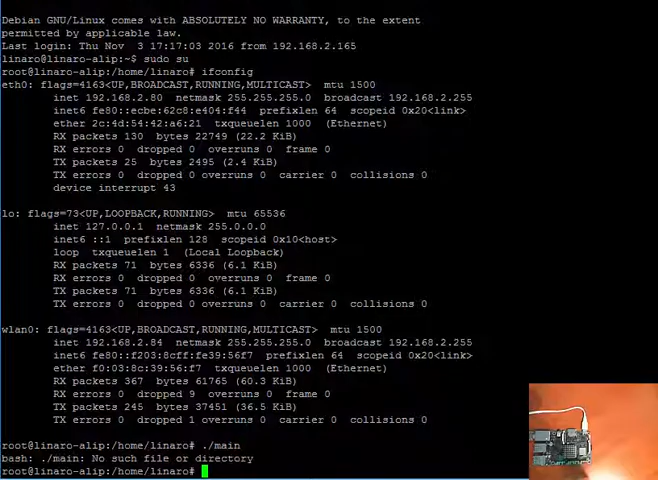 Debian GNU/Linux comes with ABSOLUTELY NO WARRANTY, to the extent
permitted by applicable law.
Last login: Thu Nov  3 17:17:03 2016 from 192.168.2.165
linaro@linaro-alip:~$ sudo su
root@linaro-alip:/home/linaro# ifconfig
eth0: flags=4163<UP,BROADCAST,RUNNING,MULTICAST>  mtu 1500
inet 192.168.2.80  netmask 255.255.255.0  broadcast 192.168.2.255
inet6 fe80::ecbe:62c8:e404:f44  prefixlen 64  scopeid 0x20<link>
ether 2c:4d:54:42:a6:21  txqueuelen 1000  (Ethernet)
RX packets 130  bytes 22749 (22.2 KiB)
RX errors 0  dropped 0  overruns 0  frame 0
TX packets 25  bytes 2495 (2.4 KiB)
TX errors 0  dropped 0 overruns 0  carrier 0  collisions 0
device interrupt 43
lo: flags=73<UP,LOOPBACK,RUNNING>  mtu 65536
inet 127.0.0.1  netmask 255.0.0.0
inet6 ::1  prefixlen 128  scopeid 0x10<host>
loop  txqueuelen 1  (Local Loopback)
RX packets 71  bytes 6336 (6.1 KiB)
RX errors 0  dropped 0  overruns 0  frame 0
TX packets 71  bytes 6336 (6.1 KiB)
TX errors 0  dropped 0 overruns 0  carrier 0  collisions 0
wlan0: flags=4163<UP,BROADCAST,RUNNING,MULTICAST>  mtu 1500
inet 192.168.2.84  netmask 255.255.255.0  broadcast 192.168.2.255
inet6 fe80::f203:8cff:fe39:56f7  prefixlen 64  scopeid 0x20<link>
ether f0:03:8c:39:56:f7  txqueuelen 1000  (Ethernet)
RX packets 367  bytes 61765 (60.3 KiB)
RX errors 0  dropped 9  overruns 0  frame 0
TX packets 245  bytes 37451 (36.5 KiB)
TX errors 0  dropped 1 overruns 0  carrier 0  collisions 0
root@linaro-alip:/home/linaro# ./main
bash: ./main: No such file or directory
root@linaro-alip:/home/linaro#